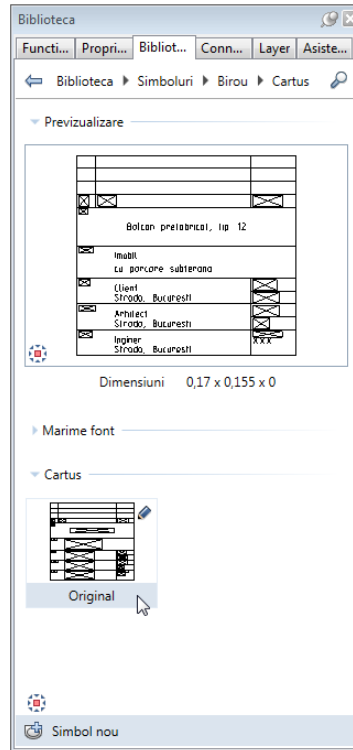 Biblioteca
Functi... Propri... Bibliot... Conn... Layer Asiste...
Biblioteca Simboluri Birou Cartus
Previzualizare
Balcon prefabricat, tip 12
Imobil
cu parcare subterana
Client
Strada, Bucuresti
Arhitect
Strada, Bucuresti
Inginer XXX
Strada, Bucuresti
Dimensiuni 0,17 x 0,155 x 0
Marime font
Cartus
Original
Simbol nou